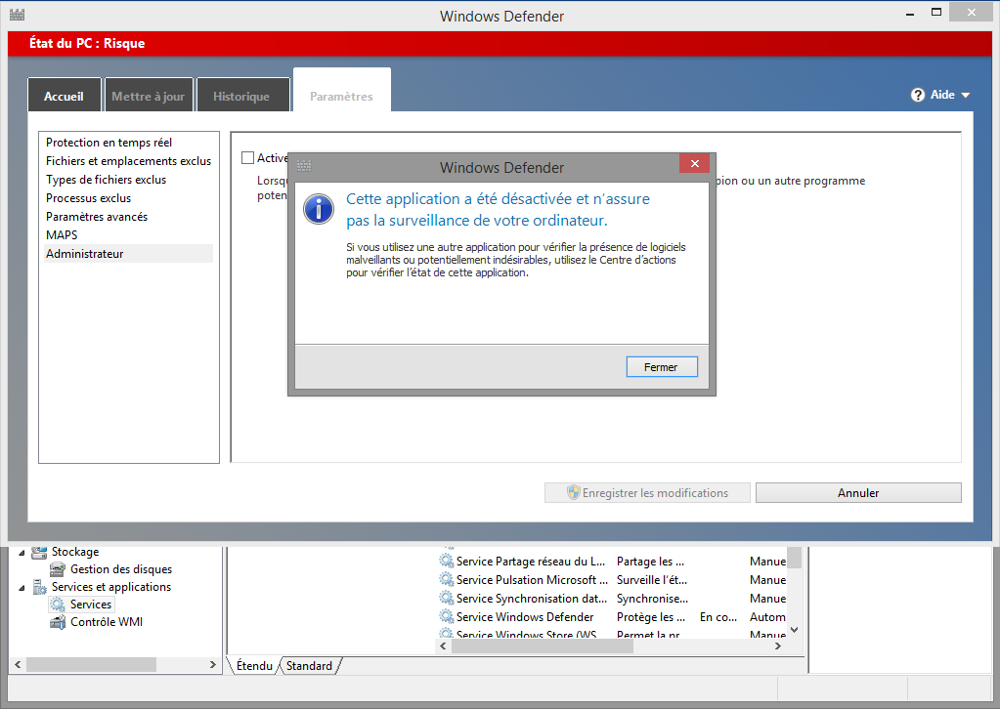 Windows Defender
État du PC : Risque
Accueil
Mettre à jour
Historique
Paramètres
? Aide
Protection en temps réel
Fichiers et emplacements exclus
Types de fichiers exclus
Processus exclus
Paramètres avancés
MAPS
Administrateur
Active
Lorsq
pion ou un autre programme
poten
Windows Defender
Cette application a été désactivée et n'assure
pas la surveillance de votre ordinateur.
Si vous utilisez une autre application pour vérifier la présence de logiciels
malveillants ou potentiellement indésirables, utilisez le Centre d'actions
pour vérifier l'état de cette application.
Fermer
Enregistrer les modifications
Annuler
Stockage
Gestion des disques
Services et applications
Services
Contrôle WMI
Service Partage réseau du L... Partage les ... Manue
Service Pulsation Microsoft ... Surveille l'ét... Manue
Service Synchronisation dat... Synchronise... Manue
Service Windows Defender Protège les ... En co... Autom
Service Windows Store (WS Permet la pr Manue
Étendu
Standard